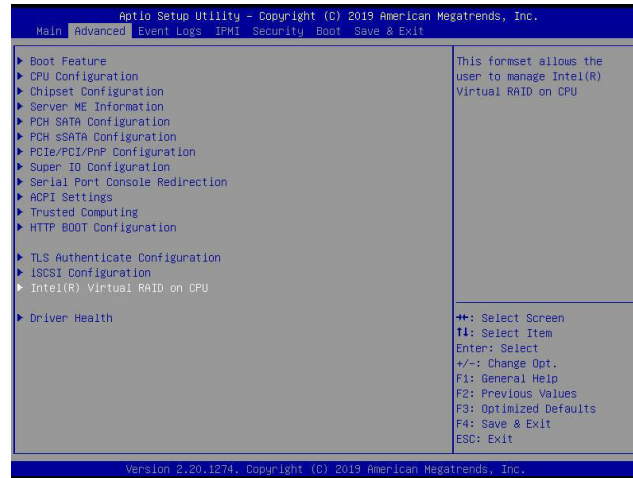 Aptio Setup Utility – Copyright (C) 2019 American Megatrends, Inc.
Main Advanced Event Logs IPMI Security Boot Save & Exit
▶ Boot Feature
▶ CPU Configuration
▶ Chipset Configuration
▶ Server ME Information
▶ PCH SATA Configuration
▶ PCH sSATA Configuration
▶ PCIe/PCI/PnP Configuration
▶ Super IO Configuration
▶ Serial Port Console Redirection
▶ ACPI Settings
▶ Trusted Computing
▶ HTTP BOOT Configuration
▶ TLS Authenticate Configuration
▶ iSCSI Configuration
▶ Intel(R) Virtual RAID on CPU
▶ Driver Health
This formset allows the
user to manage Intel(R)
Virtual RAID on CPU
→←: Select Screen
↑↓: Select Item
Enter: Select
+/-: Change Opt.
F1: General Help
F2: Previous Values
F3: Optimized Defaults
F4: Save & Exit
ESC: Exit
Version 2.20.1274. Copyright (C) 2019 American Megatrends, Inc.